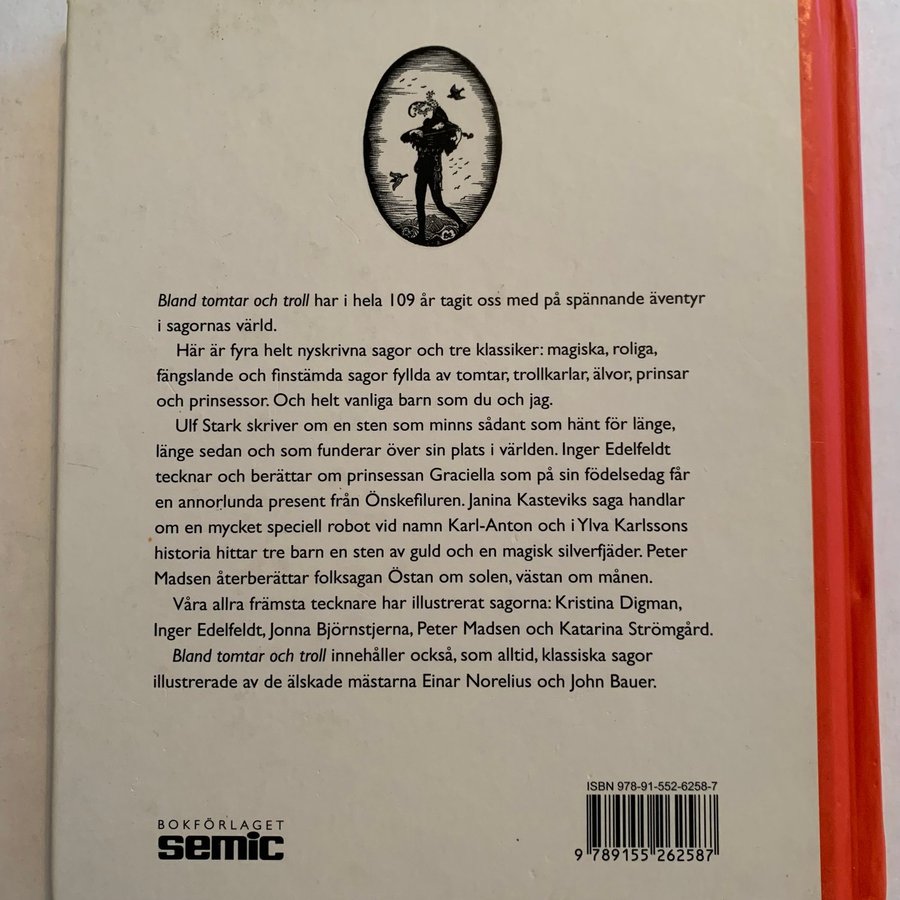 Bland tomtar och troll har i hela 109 år tagit oss med på spännande äventyr
i sagornas värld.
Här är fyra helt nyskrivna sagor och tre klassiker: magiska, roliga,
fängslande och finstämda sagor fyllda av tomtar, trollkarlar, älvor, prinsar
och prinsessor. Och helt vanliga barn som du och jag.
Ulf Stark skriver om en sten som minns sådant som hänt för länge,
länge sedan och som funderar över sin plats i världen. Inger Edelfeldt
tecknar och berättar om prinsessan Graciella som på sin födelsedag får
en annorlunda present från Önskefiluren. Janina Kasteviks saga handlar
om en mycket speciell robot vid namn Karl-Anton och i Ylva Karlssons
historia hittar tre barn en sten av guld och en magisk silverfjäder. Peter
Madsen återberättar folksagan Östan om solen, västan om månen.
Våra allra främsta tecknare har illustrerat sagorna: Kristina Digman,
Inger Edelfeldt, Jonna Björnstjerna, Peter Madsen och Katarina Strömgård.
Bland tomtar och troll innehåller också, som alltid, klassiska sagor
illustrerade av de älskade mästarna Einar Norelius och John Bauer.
BOKFÖRLAGET
semic
ISBN 978-91-552-6258-7
9 789155 262587